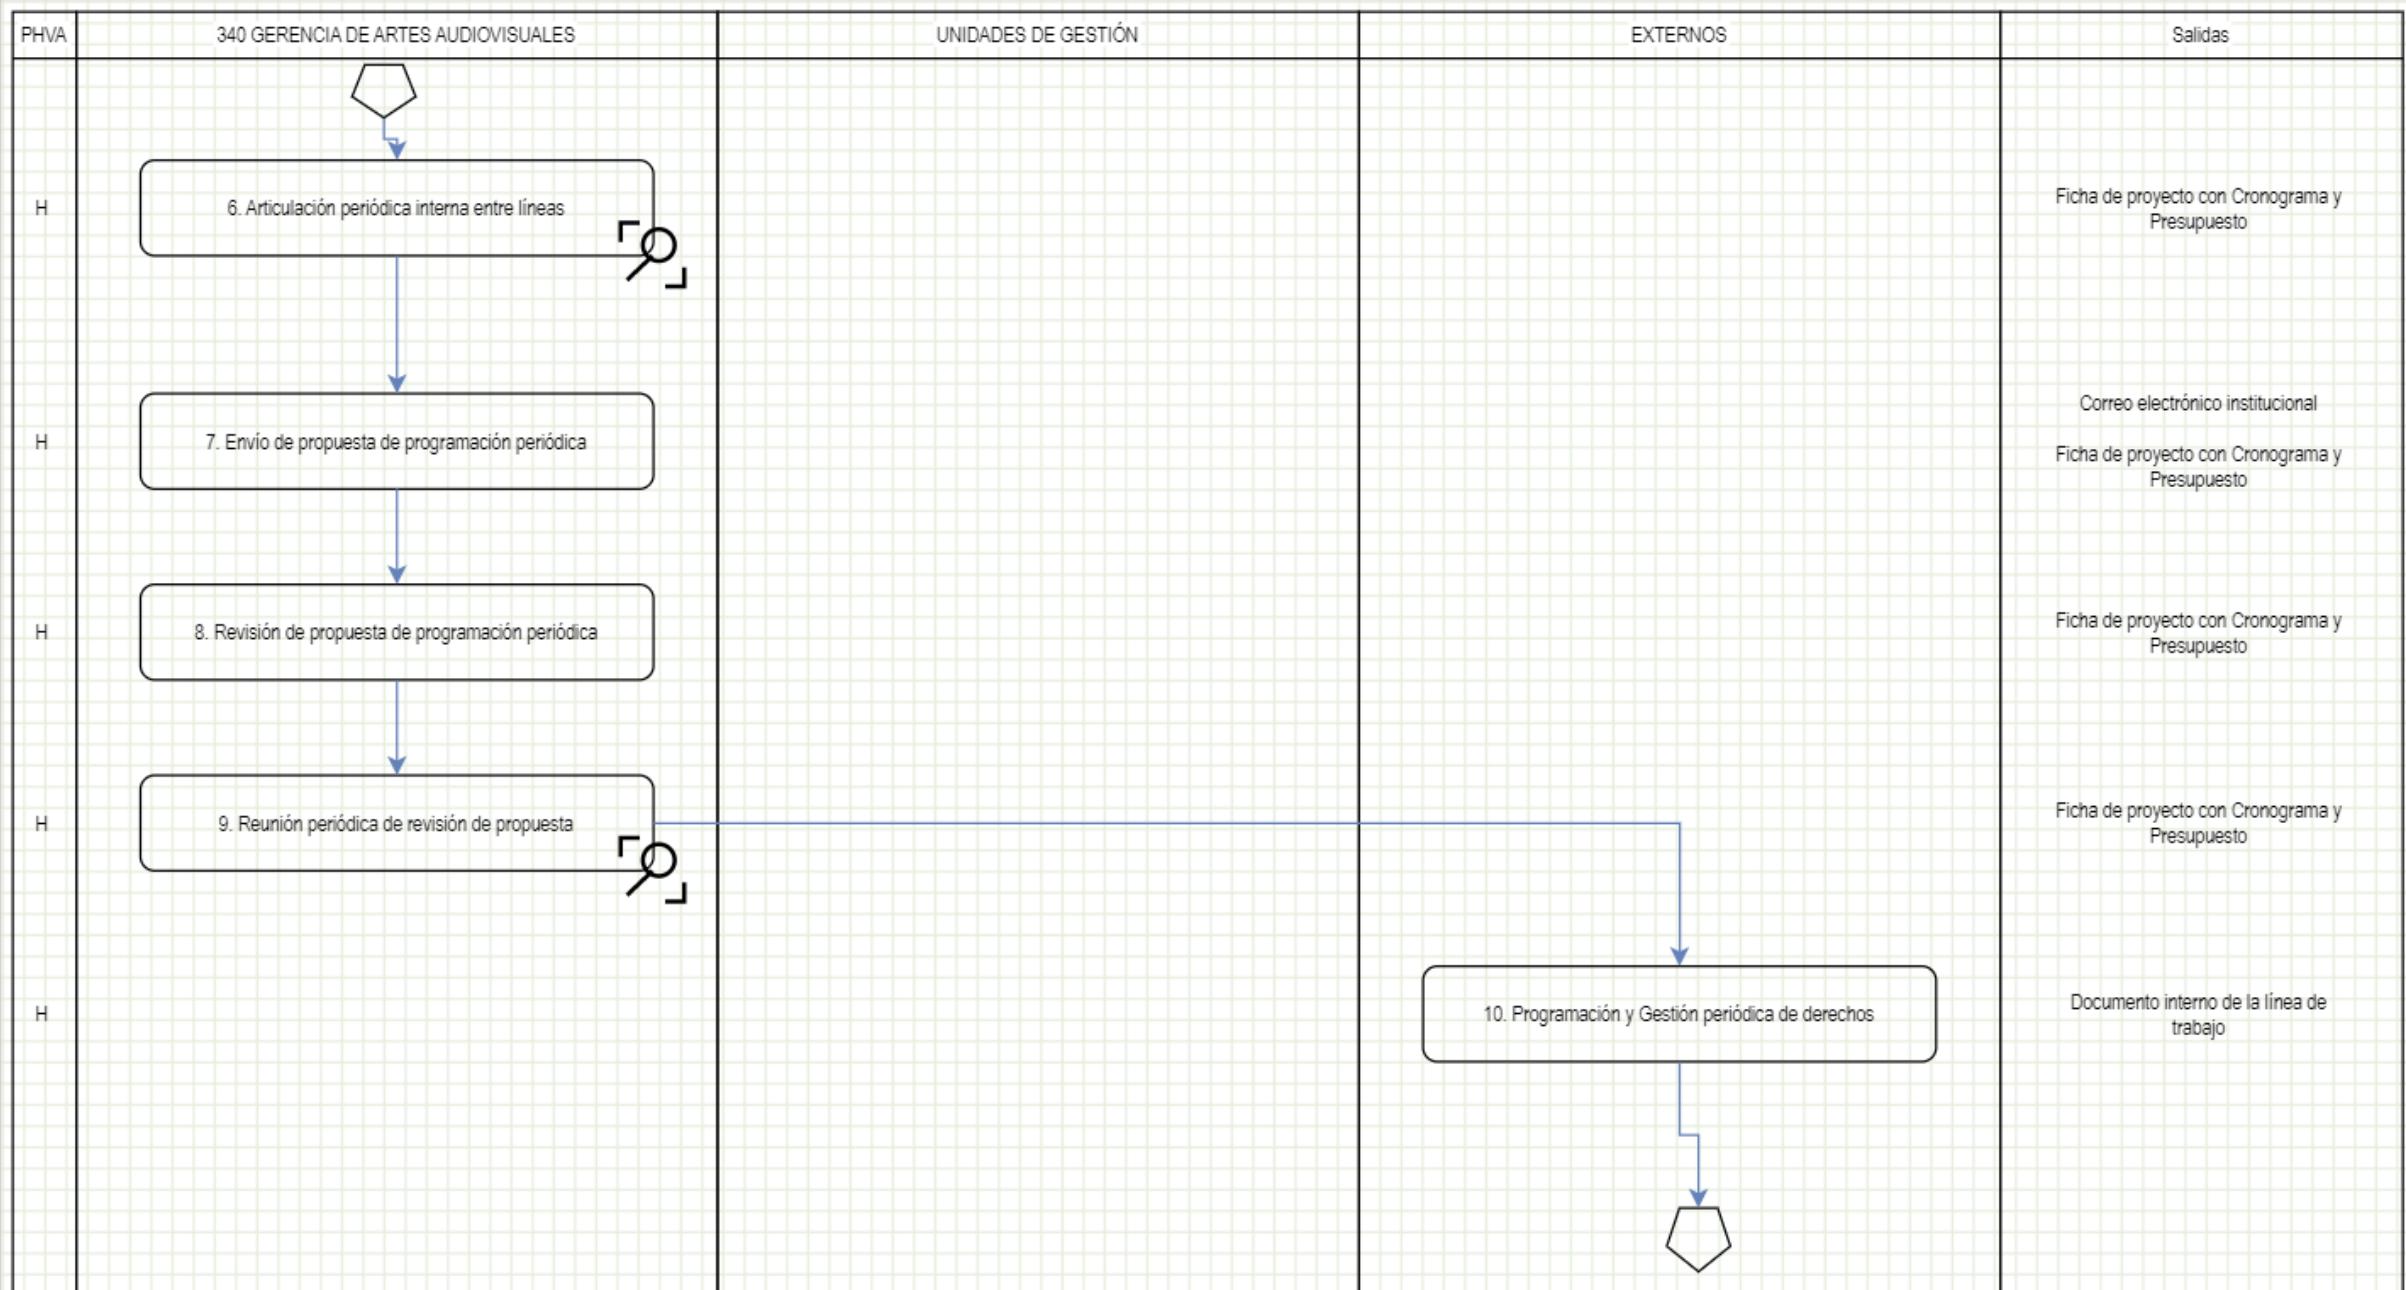 PHVA
340 GERENCIA DE ARTES AUDIOVISUALES
UNIDADES DE GESTIÓN
EXTERNOS
Salidas
H
6. Articulación periódica interna entre líneas
Ficha de proyecto con Cronograma y
Presupuesto
H
7. Envío de propuesta de programación periódica
Correo electrónico institucional
Ficha de proyecto con Cronograma y
Presupuesto
H
8. Revisión de propuesta de programación periódica
Ficha de proyecto con Cronograma y
Presupuesto
H
9. Reunión periódica de revisión de propuesta
Ficha de proyecto con Cronograma y
Presupuesto
H
10. Programación y Gestión periódica de derechos
Documento interno de la línea de
trabajo